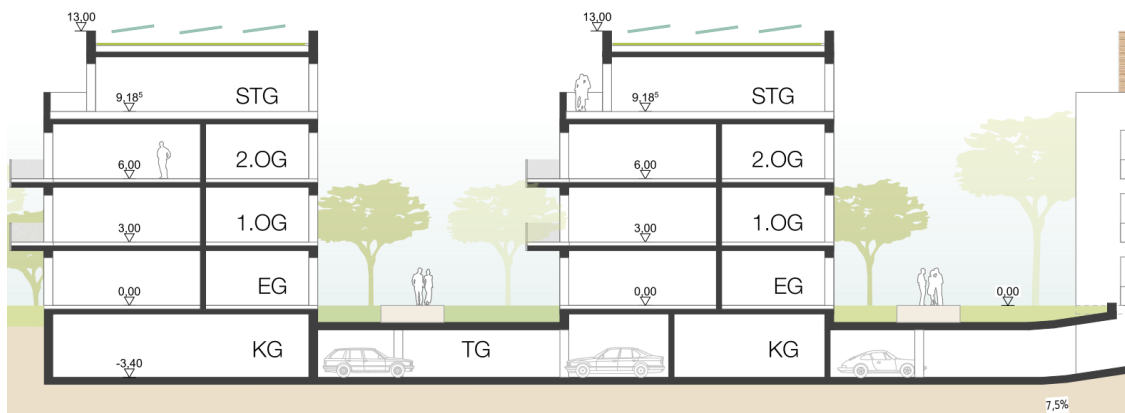 13,00
13,00
9,18⁵
STG
9,18⁵
STG
6,00
2.OG
6,00
2.OG
3,00
1.OG
3,00
1.OG
0,00
EG
0,00
EG
0,00
-3,40
KG
TG
KG
7,5%